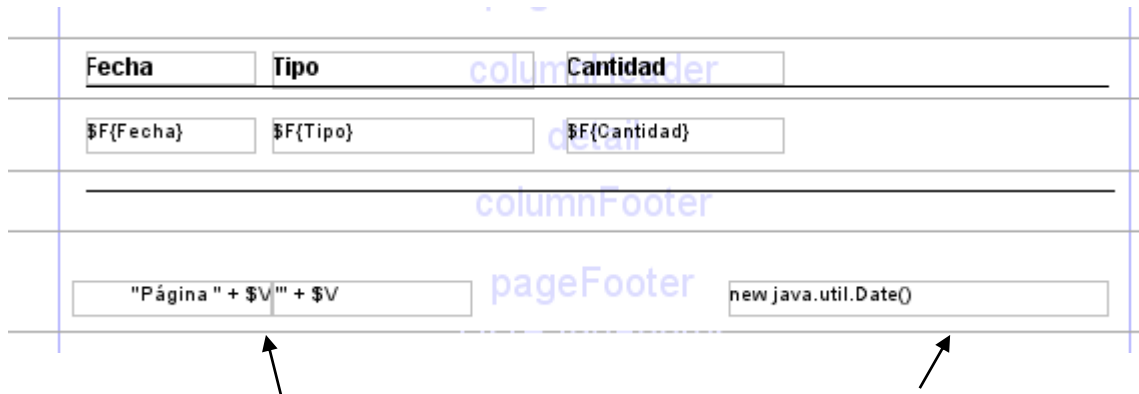 Fecha Tipo columnHeader Cantidad
$F{Fecha} $F{Tipo} detail $F{Cantidad}
columnFooter
"Página " + $V "" + $V pageFooter new java.util.Date()